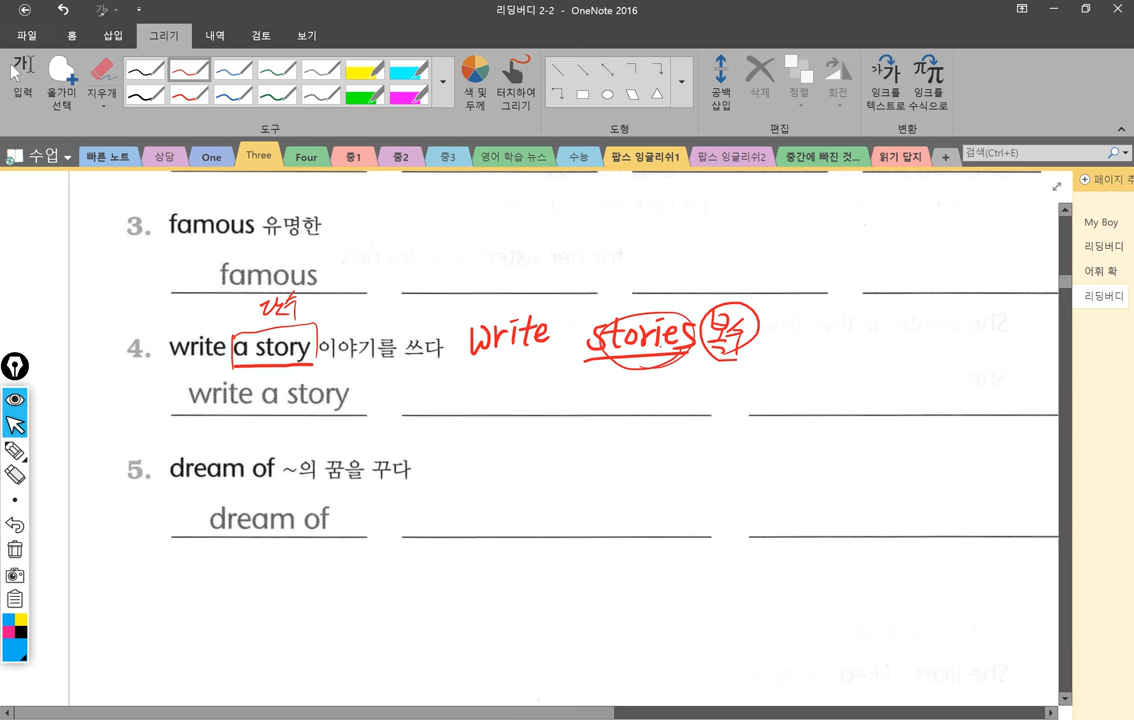 리딩버디 2-2 - OneNote 2016
파일 홈 삽입 그리기 내역 검토 보기
입력 올가미 선택 지우개 색 및 두께 터치하여 그리기 공백 삽입 삭제 정렬 회전 잉크를 텍스트로 잉크를 수식으로
도구 도형 편집 변환
수업 빠른 노트 상담 One Three Four 중1 중2 중3 영어 학습 뉴스 수능 팝스 잉글리쉬1 팝스 잉글리쉬2 중간에 빠진 것... 읽기 답지 + 검색(Ctrl+E)
페이지 추
My Boy
리딩버디
어휘 확
리딩버디
3. famous 유명한
famous
단수
4. write a story 이야기를 쓰다 write stories 복수
write a story
5. dream of ~의 꿈을 꾸다
dream of